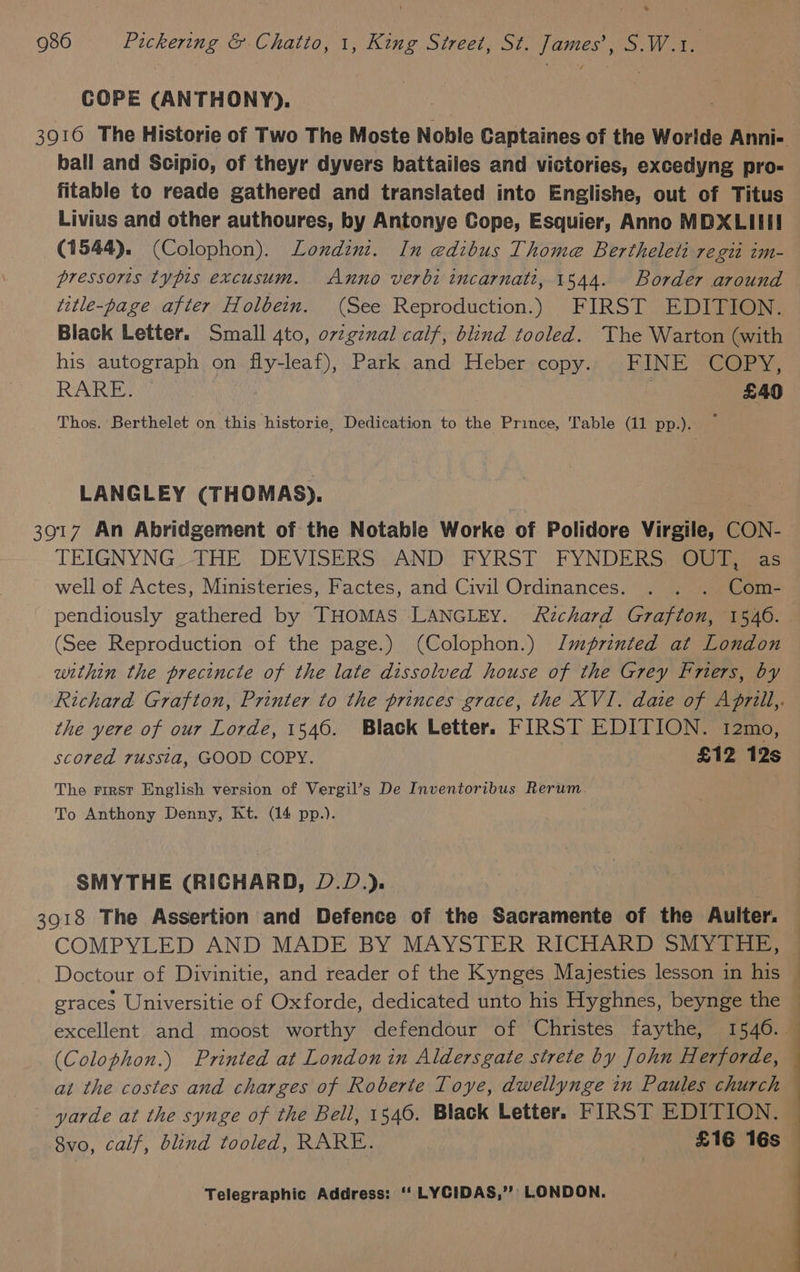 986 Pickering & Chatto, 1, King Street, St. James', S.W.1.
COPE (ANTHONY).
3916 The Historie of Two The Moste Noble Captaines of the Worlde Anni-
ball and Scipio, of theyr dyvers battailes and victories, excedyng pro-
fitable to reade gathered and translated into Englishe, out of Titus
Livius and other authoures, by Antonye Cope, Esquier, Anno MDXLIIII
(1544). (Colophon). Londini. In ædibus Thomæ Bertheleti regii im-
pressoris typis excusum. Anno verbi incarnati, 1544. Border around
title-page after Holbein. (See Reproduction.) FIRST EDITION.
Black Letter. Small 4to, original calf, blind tooled. The Warton (with
his autograph on fly-leaf), Park and Heber copy. FINE COPY,
RARE. £40
Thos. Berthelet on this historie, Dedication to the Prince, Table (11 pp.).
LANGLEY (THOMAS).
3917 An Abridgement of the Notable Worke of Polidore Virgile, CON-
TEIGNYNG THE DEVISERS AND FYRST FYNDERS OUT, as
well of Actes, Ministeries, Factes, and Civil Ordinances. . . . Com-
pendiously gathered by THOMAS LANGLEY. Richard Grafton, 1546.
(See Reproduction of the page.) (Colophon.) Imprinted at London
within the precincte of the late dissolved house of the Grey Friers, by
Richard Grafton, Printer to the princes grace, the XVI. daie of Aprill,
the yere of our Lorde, 1546. Black Letter. FIRST EDITION. 12mo,
scored russia, GOOD COPY. £12 12s
The FIRST English version of Vergil's De Inventoribus Rerum
To Anthony Denny, Kt. (14 pp.).
SMYTHE (RICHARD, D.D.).
3918 The Assertion and Defence of the Sacramente of the Aulter.
COMPYLED AND MADE BY MAYSTER RICHARD SMYTHE,
Doctour of Divinitie, and reader of the Kynges Majesties lesson in his
graces Universitie of Oxforde, dedicated unto his Hyghnes, beynge the
excellent and moost worthy defendour of Christes faythe, 1546.
(Colophon.) Printed at London in Aldersgate strete by John Herforde,
at the costes and charges of Roberte Toye, dwellynge in Paules church
yarde at the synge of the Bell, 1546. Black Letter. FIRST EDITION.
8vo, calf, blind tooled, RARE. £16 16s
Telegraphic Address: "LYCIDAS," LONDON.